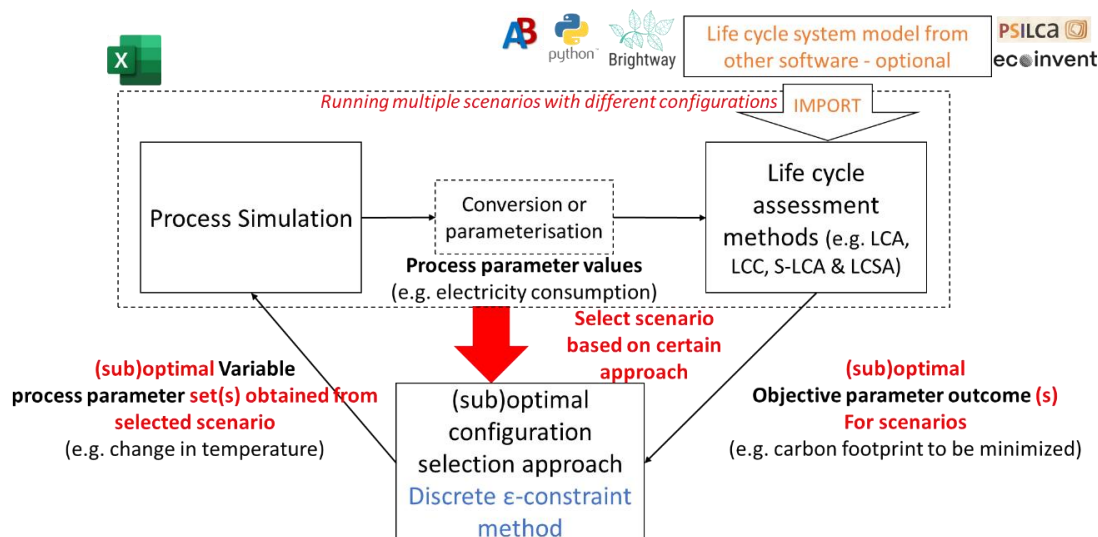 X
AB
python™
Brightway
Life cycle system model from
other software - optional
PSILCA
ecoinvent
Running multiple scenarios with different configurations
IMPORT
Process Simulation
Conversion or
parameterisation
Process parameter values
(e.g. electricity consumption)
Life cycle
assessment
methods (e.g. LCA,
LCC, S-LCA & LCSA)
Select scenario
based on certain
approach
(sub)optimal Variable
process parameter set(s) obtained from
selected scenario
(e.g. change in temperature)
(sub)optimal
configuration
selection approach
Discrete ε-constraint
method
(sub)optimal
Objective parameter outcome (s)
For scenarios
(e.g. carbon footprint to be minimized)